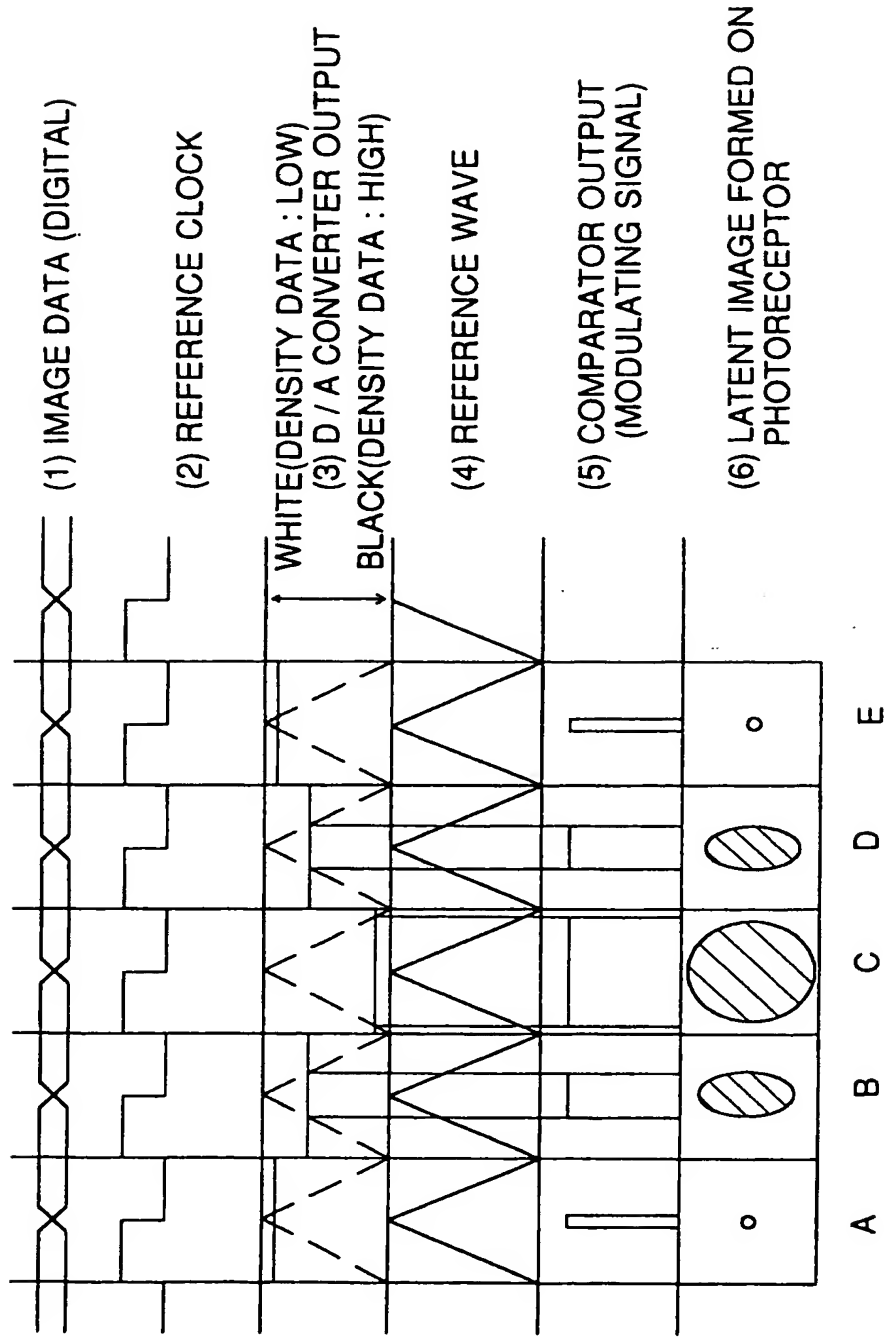 (1) IMAGE DATA (DIGITAL)
(2) REFERENCE CLOCK
WHITE(DENSITY DATA : LOW)
(3) D / A CONVERTER OUTPUT
BLACK(DENSITY DATA : HIGH)
(4) REFERENCE WAVE
(5) COMPARATOR OUTPUT
(MODULATING SIGNAL)
(6) LATENT IMAGE FORMED ON
PHOTORECEPTOR
A B C D E